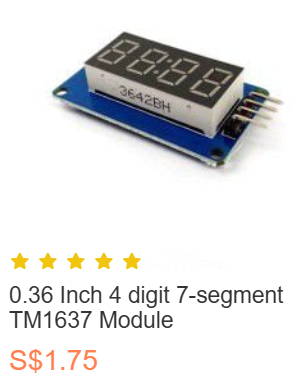 3642BH
0.36 Inch 4 digit 7-segment
TM1637 Module
S$1.75